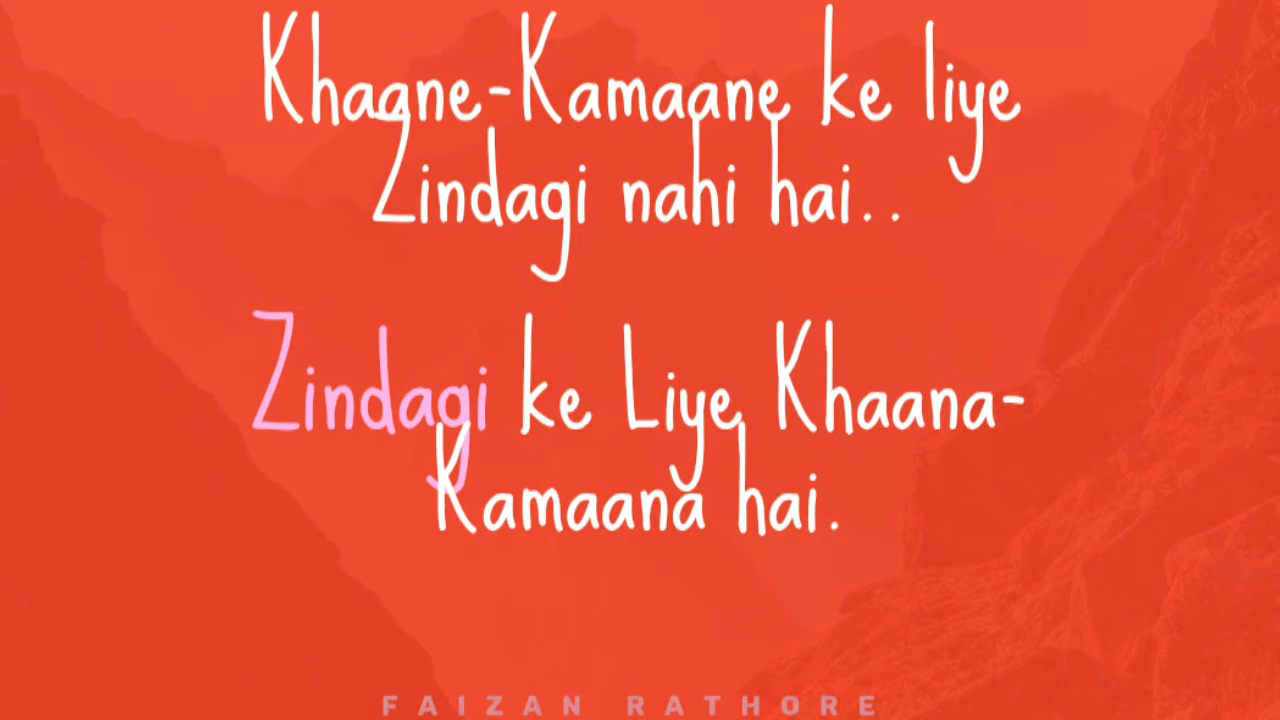 Khaane-Kamaane ke liye
Zindagi nahi hai..
Zindagi ke Liye Khaana-
Kamaana hai.
FAIZAN RATHORE